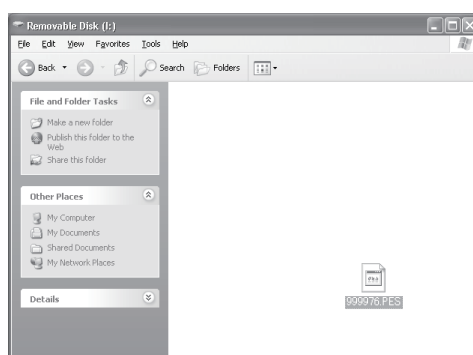 Removable Disk (I:)
File Edit View Favorites Tools Help
Back Search Folders
File and Folder Tasks
Make a new folder
Publish this folder to the
Web
Share this folder
Other Places
My Computer
My Documents
Shared Documents
My Network Places
Details
999976.PES